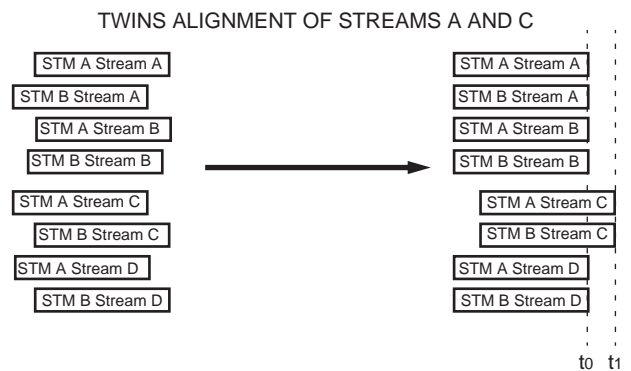 TWINS ALIGNMENT OF STREAMS A AND C
STM A Stream A
STM B Stream A
STM A Stream B
STM B Stream B
STM A Stream C
STM B Stream C
STM A Stream D
STM B Stream D
STM A Stream A
STM B Stream A
STM A Stream B
STM B Stream B
STM A Stream C
STM B Stream C
STM A Stream D
STM B Stream D
t0 t1